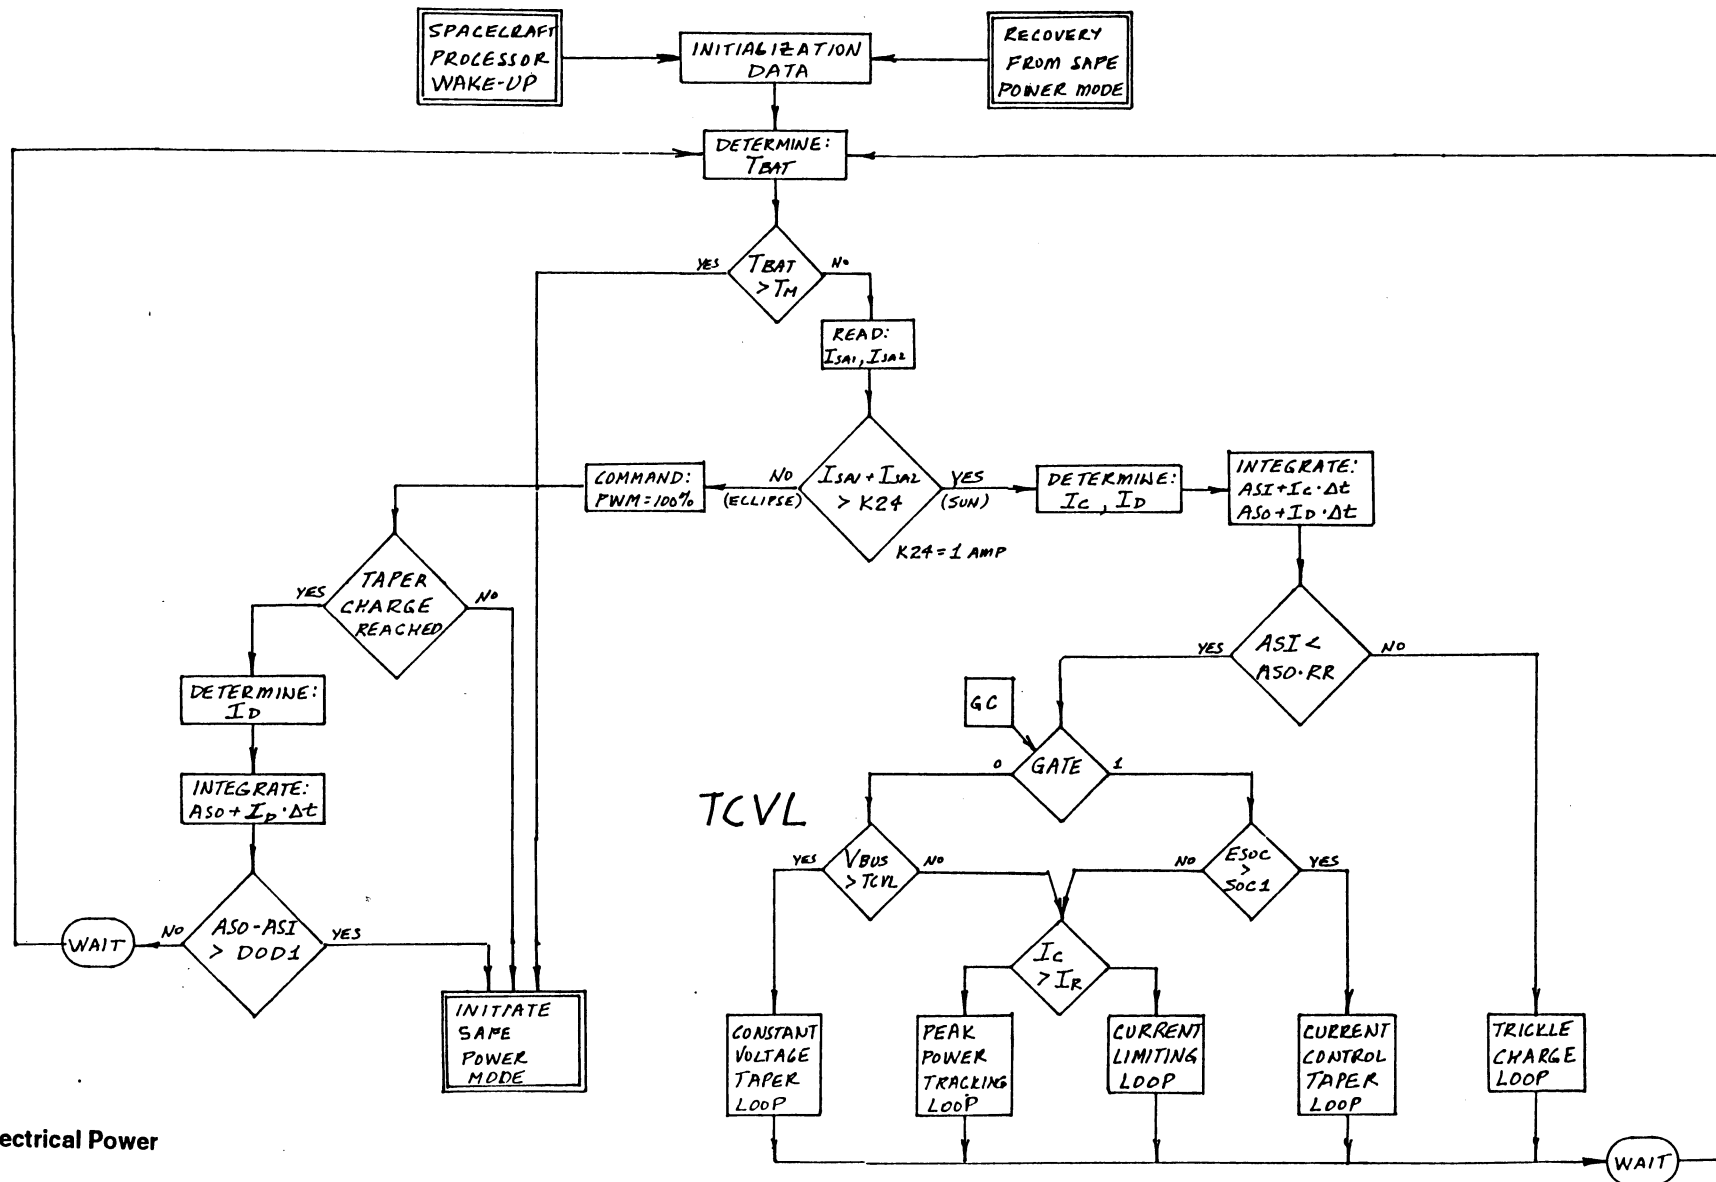 SPACECRAFT
PROCESSOR
WAKE-UP
INITIALIZATION
DATA
RECOVERY
FROM SAFE
POWER MODE
DETERMINE:
TBAT
YES
TBAT
> TM
NO
READ:
ISA1, ISA2
COMMAND:
PWM=100%
NO
(ECLIPSE)
ISA1 + ISA2
> K24
YES
(SUN)
K24 = 1 AMP
DETERMINE:
IC, ID
INTEGRATE:
ASI + IC·Δt
ASO + ID·Δt
YES
TAPER
CHARGE
REACHED
NO
YES
ASI <
ASO·RR
NO
DETERMINE:
ID
GC
GATE
0
1
INTEGRATE:
ASO + ID·Δt
TCVL
YES
VBUS
> TCVL
NO
NO
ESOC
>
SOC1
YES
WAIT
NO
ASO-ASI
> DOD1
YES
IC
> IR
INITIATE
SAFE
POWER
MODE
CONSTANT
VOLTAGE
TAPER
LOOP
PEAK
POWER
TRACKING
LOOP
CURRENT
LIMITING
LOOP
CURRENT
CONTROL
TAPER
LOOP
TRICKLE
CHARGE
LOOP
WAIT
ectrical Power